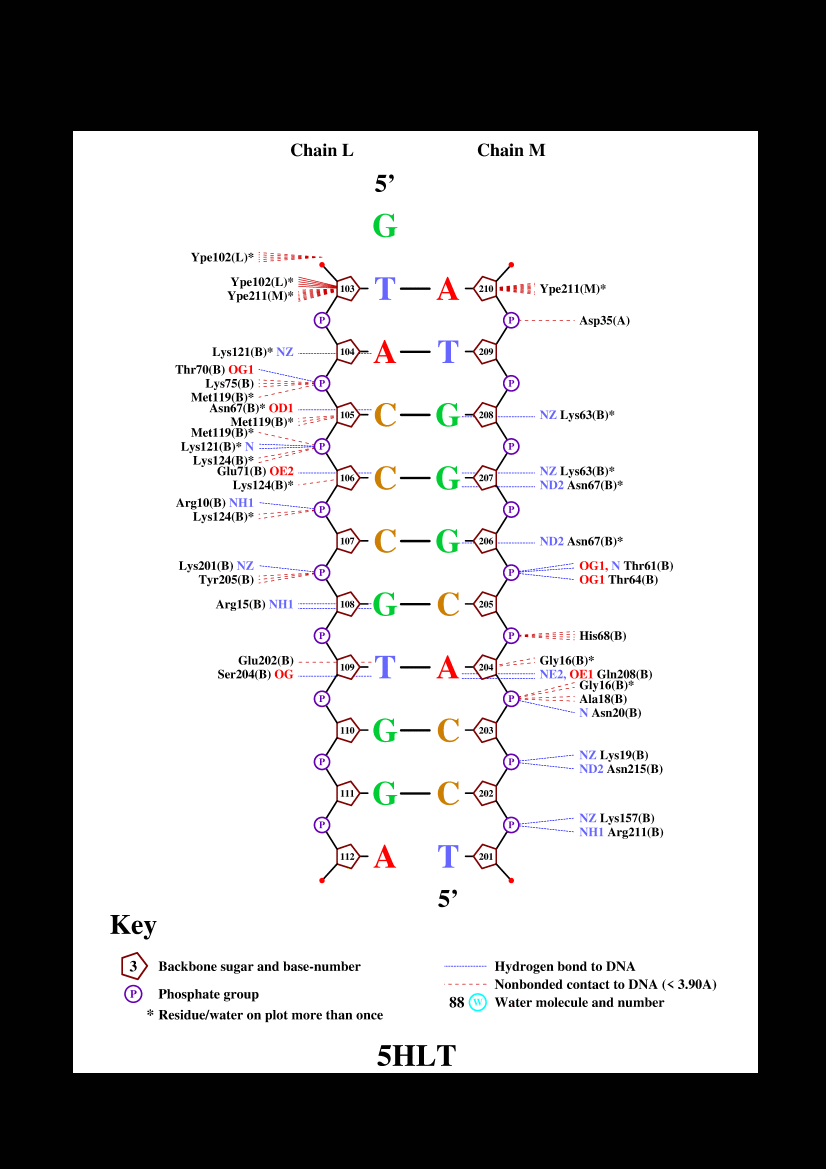 Chain L Chain M
5’
G
Ype102(L)*
Ype102(L)* 103 T A 210 Ype211(M)*
Ype211(M)*
P P Asp35(A)
Lys121(B)* NZ 104 A T 209
Thr70(B) OG1
Lys75(B) P P
Met119(B)*
Asn67(B)* OD1 105 C G 208 NZ Lys63(B)*
Met119(B)*
Met119(B)*
Lys121(B)* N P P
Lys124(B)*
Glu71(B) OE2 106 C G 207 NZ Lys63(B)*
Lys124(B)* ND2 Asn67(B)*
Arg10(B) NH1 P P
Lys124(B)*
107 C G 206 ND2 Asn67(B)*
Lys201(B) NZ P P OG1, N Thr61(B)
Tyr205(B) OG1 Thr64(B)
Arg15(B) NH1 108 G C 205
P P His68(B)
Glu202(B) 109 T A 204 Gly16(B)*
Ser204(B) OG NE2, OE1 Gln208(B)
Gly16(B)*
P P Ala18(B)
N Asn20(B)
110 G C 203
P P NZ Lys19(B)
ND2 Asn215(B)
111 G C 202
P P NZ Lys157(B)
NH1 Arg211(B)
112 A T 201
5’
Key
3 Backbone sugar and base-number Hydrogen bond to DNA
Nonbonded contact to DNA (< 3.90A)
P Phosphate group 88 W Water molecule and number
* Residue/water on plot more than once
5HLT